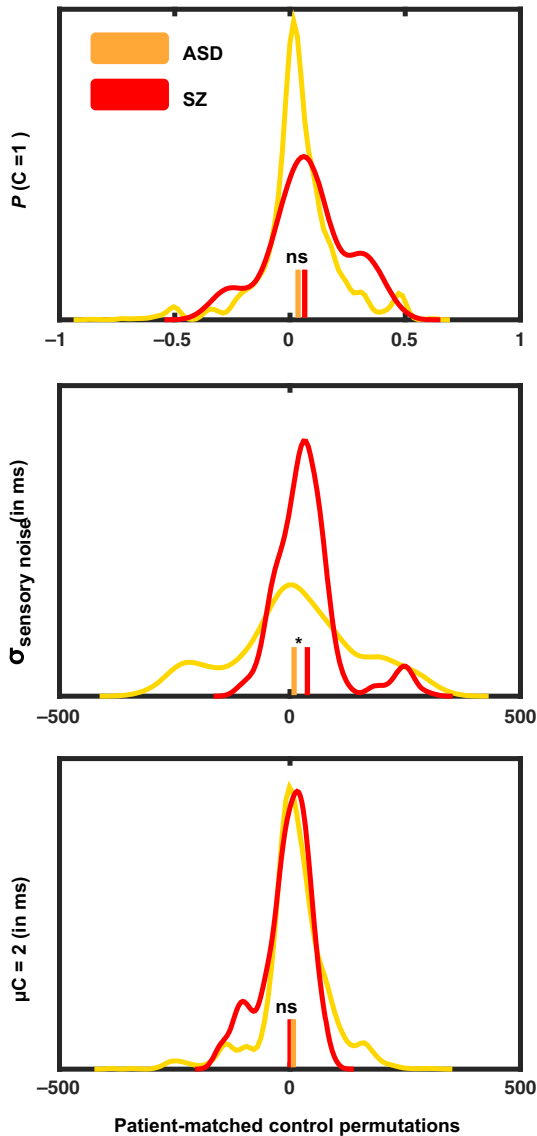 ASD
SZ
P (C =1 )
ns
−1 −0.5 0 0.5 1
σsensory noise (in ms)
*
−500 0 500
μC = 2 (in ms)
ns
−500 0 500
Patient-matched control permutations